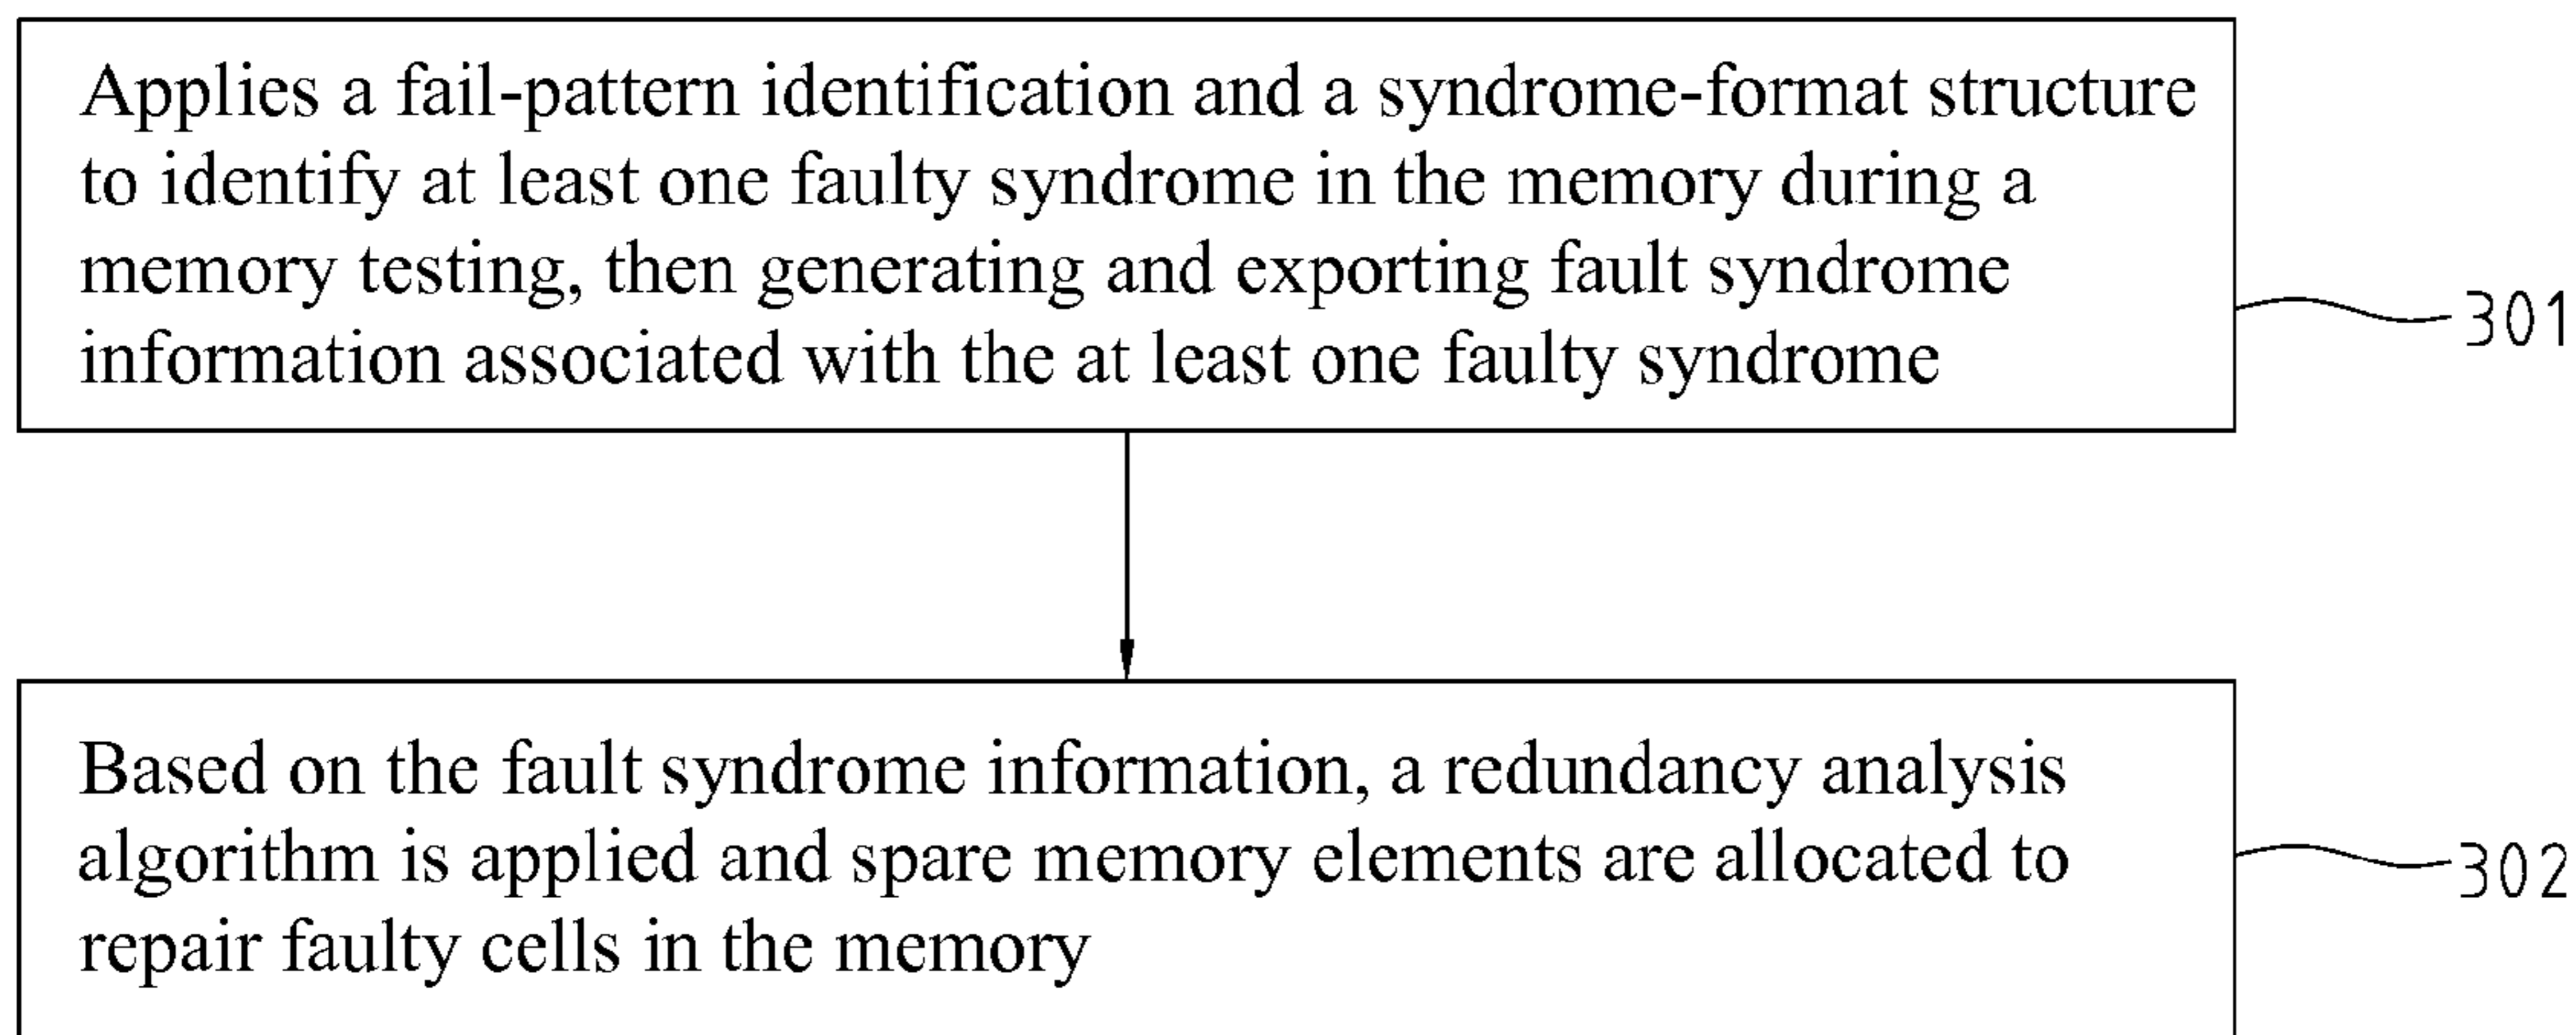 Applies a fail-pattern identification and a syndrome-format structure
to identify at least one faulty syndrome in the memory during a
memory testing, then generating and exporting fault syndrome
information associated with the at least one faulty syndrome
301
Based on the fault syndrome information, a redundancy analysis
algorithm is applied and spare memory elements are allocated to
repair faulty cells in the memory
302